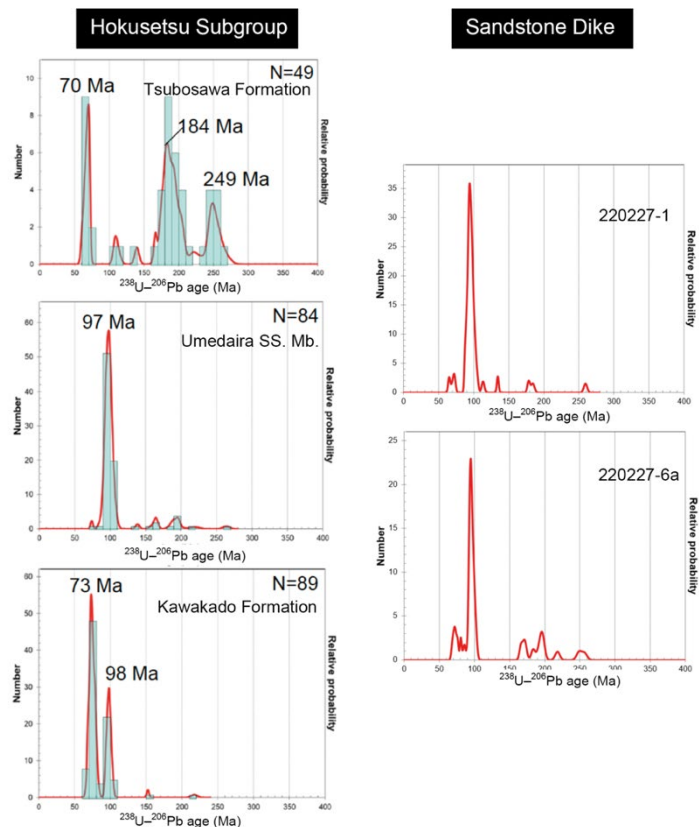 Hokusetsu Subgroup
Sandstone Dike
N=49
Tsubosawa Formation
70 Ma
184 Ma
249 Ma
Number
Relative probability
10
8
6
4
2
0
0 50 100 150 200 250 300 350 400
238U–206Pb age (Ma)
N=84
Umedaira SS. Mb.
97 Ma
Number
Relative probability
60
50
40
30
20
10
0
0 50 100 150 200 250 300 350 400
238U–206Pb age (Ma)
N=89
Kawakado Formation
73 Ma
98 Ma
Number
Relative probability
60
50
40
30
20
10
0
0 50 100 150 200 250 300 350 400
238U–206Pb age (Ma)
220227-1
Number
Relative probability
35
30
25
20
15
10
5
0
0 50 100 150 200 250 300 350 400
238U–206Pb age (Ma)
220227-6a
Number
Relative probability
25
20
15
10
5
0
0 50 100 150 200 250 300 350 400
238U–206Pb age (Ma)